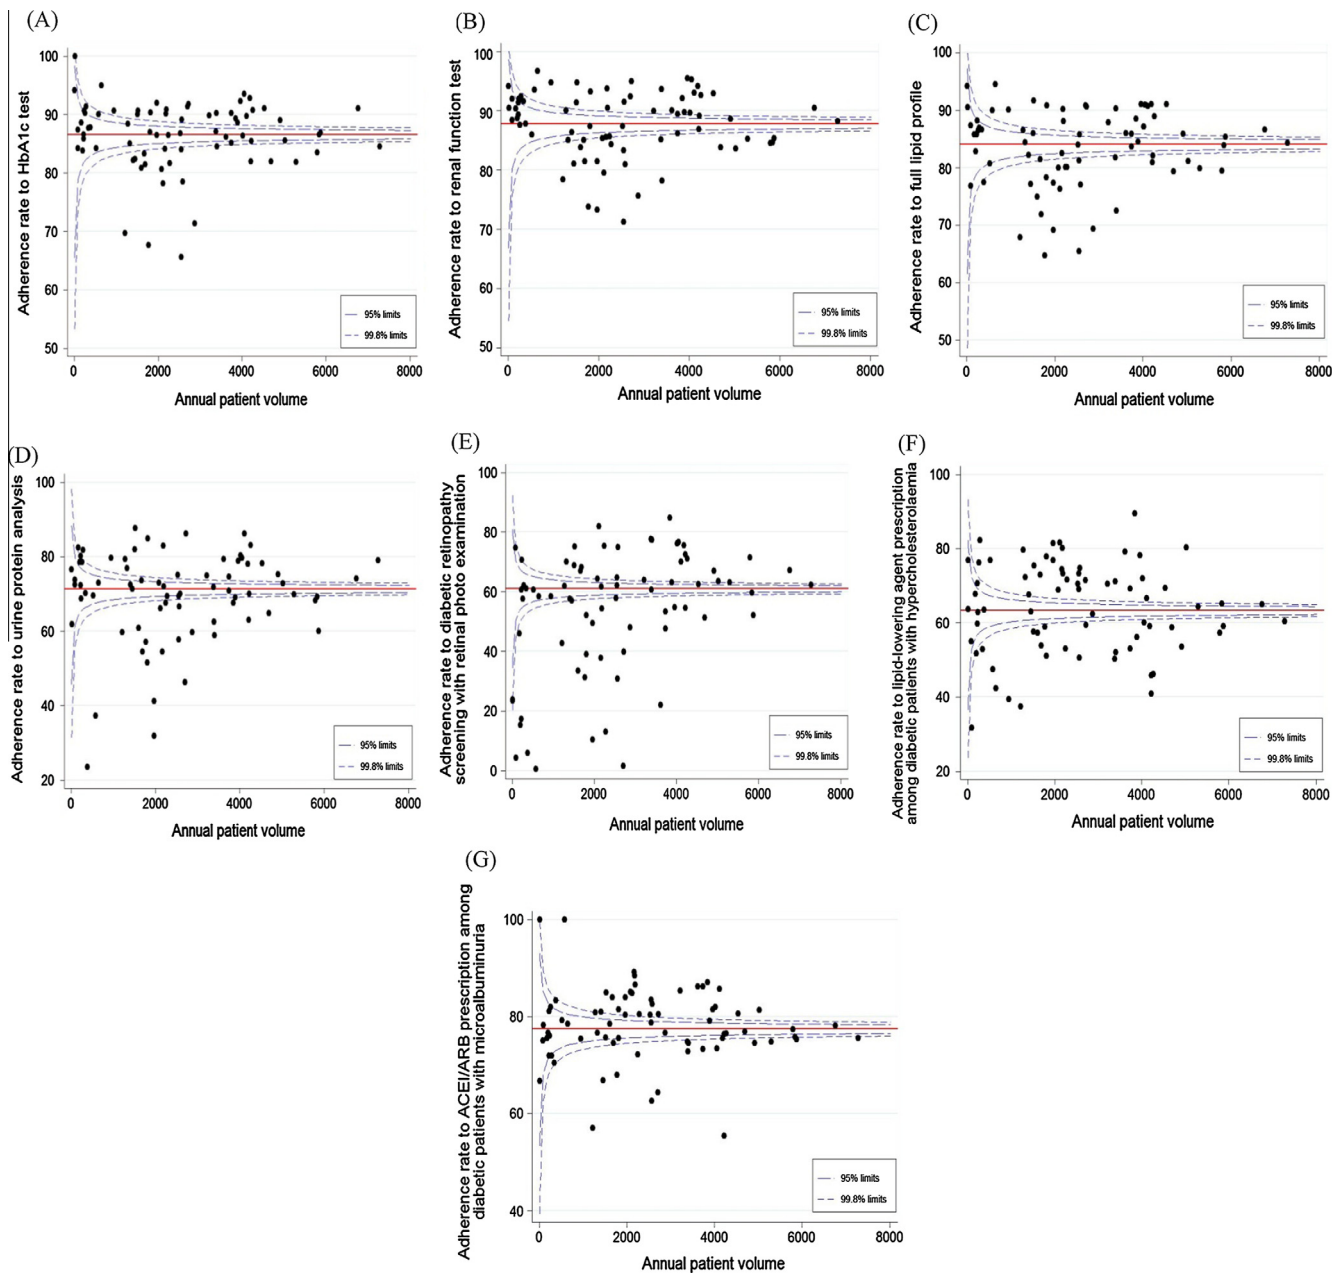 (A)
Adherence rate to HbA1c test
100
90
80
70
60
50
0 2000 4000 6000 8000
Annual patient volume
95% limits
99.8% limits
(B)
Adherence rate to renal function test
100
90
80
70
60
50
0 2000 4000 6000 8000
Annual patient volume
95% limits
99.8% limits
(C)
Adherence rate to full lipid profile
100
90
80
70
60
50
0 2000 4000 6000 8000
Annual patient volume
95% limits
99.8% limits
(D)
Adherence rate to urine protein analysis
100
80
60
40
20
0 2000 4000 6000 8000
Annual patient volume
95% limits
99.8% limits
(E)
Adherence rate to diabetic retinopathy
screening with retinal photo examination
100
80
60
40
20
0
0 2000 4000 6000 8000
Annual patient volume
95% limits
99.8% limits
(F)
Adherence rate to lipid-lowering agent prescription
among diabetic patients with hypercholesterolaemia
100
80
60
40
20
0 2000 4000 6000 8000
Annual patient volume
95% limits
99.8% limits
(G)
Adherence rate to ACEI/ARB prescription among
diabetic patients with microalbuminuria
100
80
60
40
0 2000 4000 6000 8000
Annual patient volume
95% limits
99.8% limits